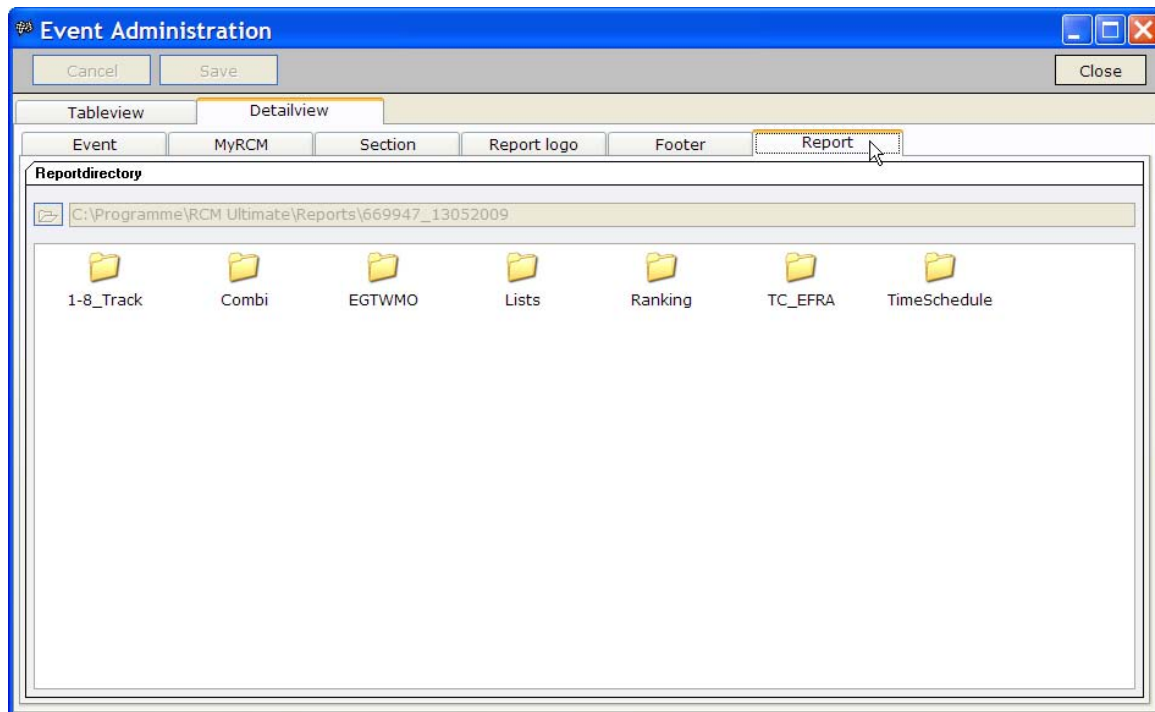 Event Administration
Cancel Save Close
Tableview Detailview
Event MyRCM Section Report logo Footer Report
Reportdirectory
C:\Programme\RCM Ultimate\Reports\669947_13052009
1-8_Track Combi EGTWMO Lists Ranking TC_EFRA TimeSchedule